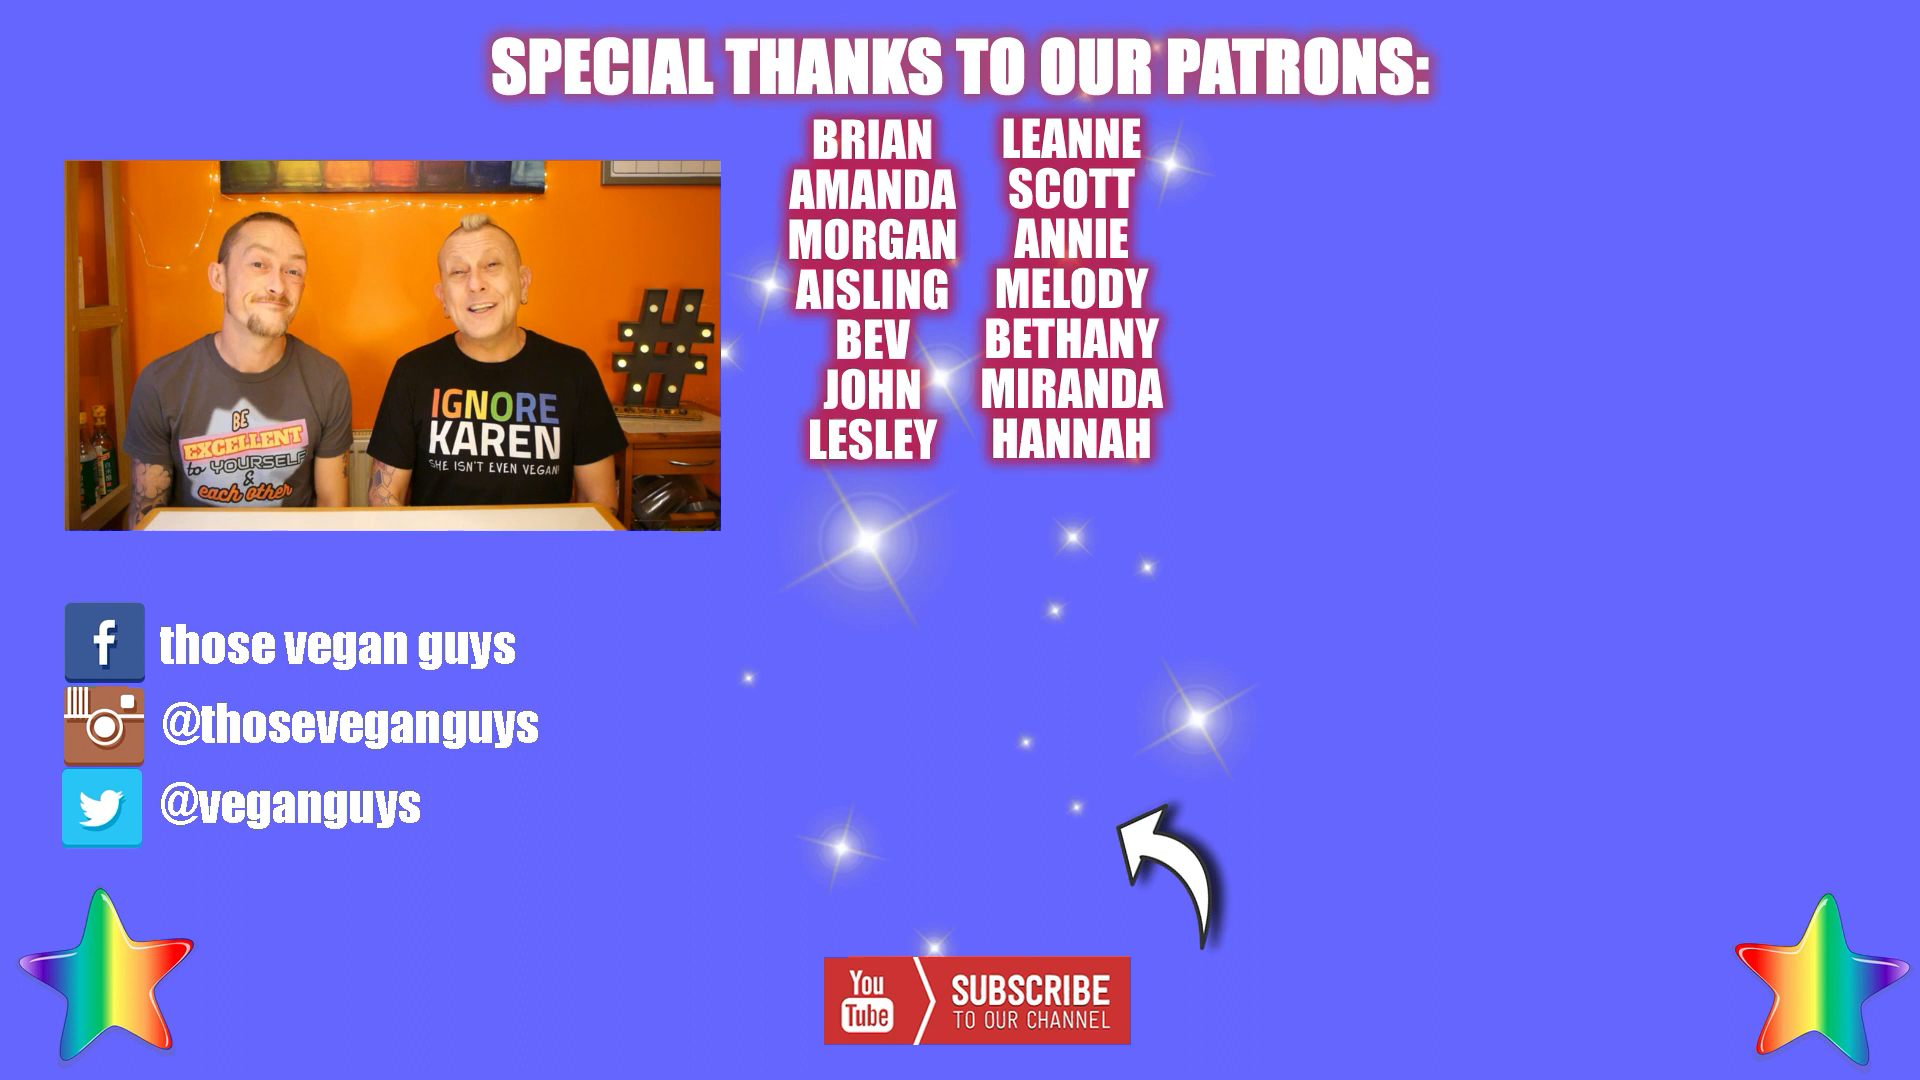 SPECIAL THANKS TO OUR PATRONS:
BRIAN
AMANDA
MORGAN
AISLING
BEV
JOHN
LESLEY
LEANNE
SCOTT
ANNIE
MELODY
BETHANY
MIRANDA
HANNAH
BE
EXCELLENT
to YOURSELF
&
each other
IGNORE
KAREN
SHE ISN'T EVEN VEGAN!
#
f those vegan guys
@thoseveganguys
@veganguys
You
Tube
SUBSCRIBE
TO OUR CHANNEL